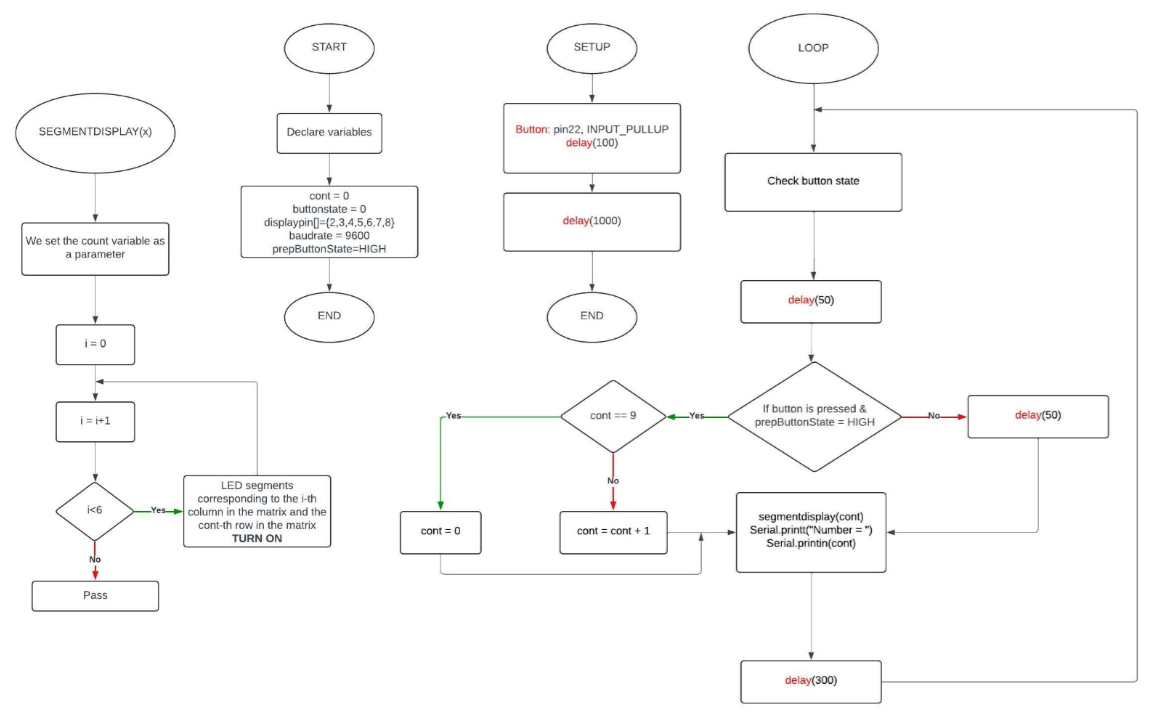 SEGMENTDISPLAY(x)
We set the count variable as
a parameter
i = 0
i = i+1
i<6
Yes
LED segments
corresponding to the i-th
column in the matrix and the
cont-th row in the matrix
TURN ON
No
Pass
START
Declare variables
cont = 0
buttonstate = 0
displaypin[]={2,3,4,5,6,7,8}
baudrate = 9600
prepButtonState=HIGH
END
SETUP
Button: pin22, INPUT_PULLUP
delay(100)
delay(1000)
END
LOOP
Check button state
delay(50)
If button is pressed &
prepButtonState = HIGH
No
delay(50)
Yes
cont == 9
Yes
cont = 0
No
cont = cont + 1
segmentdisplay(cont)
Serial.printt("Number = ")
Serial.printin(cont)
delay(300)